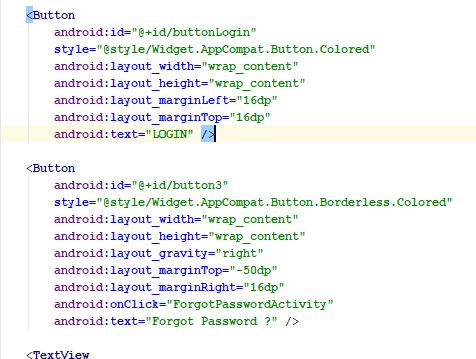 <Button
android:id="@+id/buttonLogin"
style="@style/Widget.AppCompat.Button.Colored"
android:layout_width="wrap_content"
android:layout_height="wrap_content"
android:layout_marginLeft="16dp"
android:layout_marginTop="16dp"
android:text="LOGIN" />
<Button
android:id="@+id/button3"
style="@style/Widget.AppCompat.Button.Borderless.Colored"
android:layout_width="wrap_content"
android:layout_height="wrap_content"
android:layout_gravity="right"
android:layout_marginTop="-50dp"
android:layout_marginRight="16dp"
android:onClick="ForgotPasswordActivity"
android:text="Forgot Password ?" />
<TextView